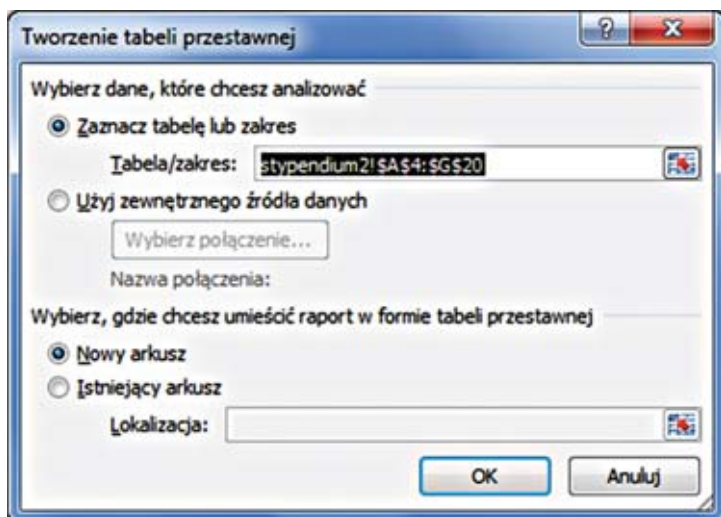 Tworzenie tabeli przestawnej
Wybierz dane, które chcesz analizować
Zaznacz tabelę lub zakres
Tabela/zakres: stypendium2!$A$4:$G$20
Użyj zewnętrznego źródła danych
Wybierz połączenie...
Nazwa połączenia:
Wybierz, gdzie chcesz umieścić raport w formie tabeli przestawnej
Nowy arkusz
Istniejący arkusz
Lokalizacja:
OK Anuluj